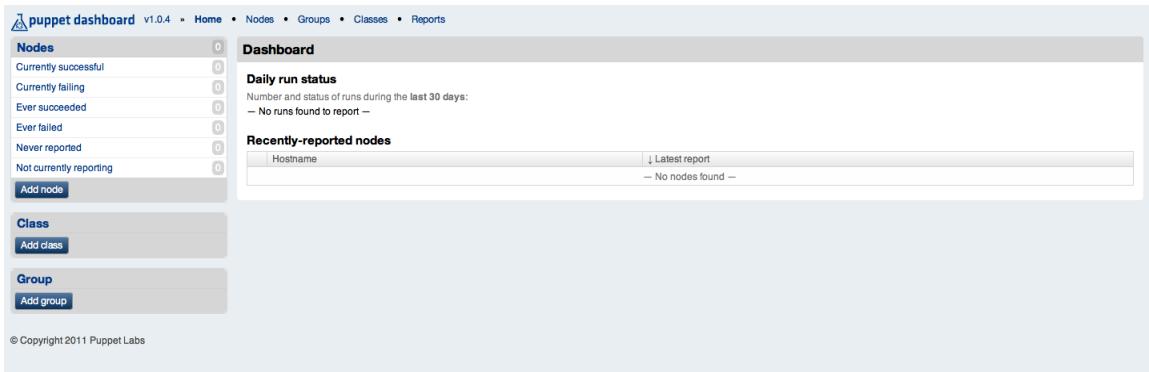 puppet dashboard v1.0.4 » Home • Nodes • Groups • Classes • Reports
Nodes 0
Currently successful 0
Currently failing 0
Ever succeeded 0
Ever failed 0
Never reported 0
Not currently reporting 0
Add node
Class
Add class
Group
Add group
Dashboard
Daily run status
Number and status of runs during the last 30 days:
— No runs found to report —
Recently-reported nodes
Hostname ↓ Latest report
— No nodes found —
© Copyright 2011 Puppet Labs